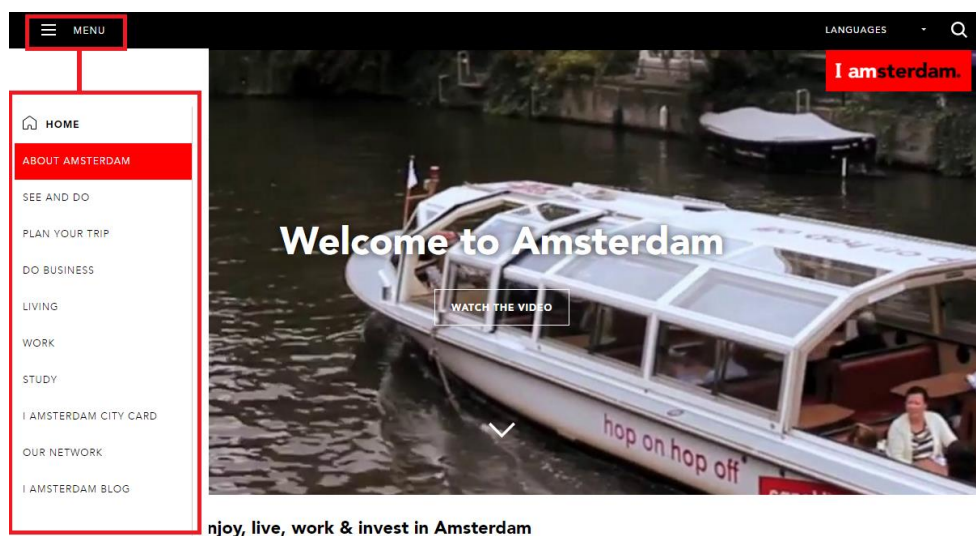 MENU
LANGUAGES
I amsterdam.
HOME
ABOUT AMSTERDAM
SEE AND DO
PLAN YOUR TRIP
DO BUSINESS
LIVING
WORK
STUDY
I AMSTERDAM CITY CARD
OUR NETWORK
I AMSTERDAM BLOG
Welcome to Amsterdam
WATCH THE VIDEO
hop on hop off
njoy, live, work & invest in Amsterdam